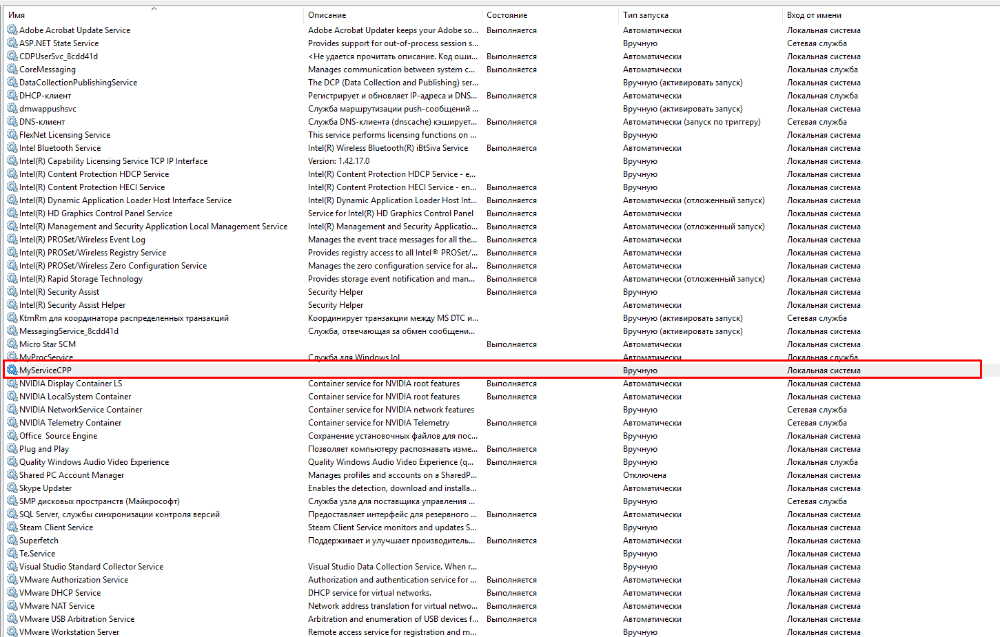 Имя Описание Состояние Тип запуска Вход от имени
Adobe Acrobat Update Service Adobe Acrobat Updater keeps your Adobe so... Выполняется Автоматически Локальная система
ASP.NET State Service Provides support for out-of-process session s... Вручную Сетевая служба
CDPUserSvc_8cdd41d <Не удается прочитать описание. Код оши... Выполняется Автоматически Локальная система
CoreMessaging Manages communication between system c... Выполняется Автоматически Локальная служба
DataCollectionPublishingService The DCP (Data Collection and Publishing) ser... Вручную (активировать запуск) Локальная система
DHCP-клиент Регистрирует и обновляет IP-адреса и DNS... Выполняется Автоматически Локальная служба
dmwappushsvc Служба маршрутизации push-сообщений ... Вручную (активировать запуск) Локальная система
DNS-клиент Служба DNS-клиента (dnscache) кэширует... Выполняется Автоматически (запуск по триггеру) Сетевая служба
FlexNet Licensing Service This service performs licensing functions on ... Вручную Локальная система
Intel Bluetooth Service Intel(R) Wireless Bluetooth(R) iBtSiva Service Выполняется Автоматически Локальная система
Intel(R) Capability Licensing Service TCP IP Interface Version: 1.42.17.0 Вручную Локальная система
Intel(R) Content Protection HDCP Service Intel(R) Content Protection HDCP Service - e... Вручную Локальная система
Intel(R) Content Protection HECI Service Intel(R) Content Protection HECI Service - en... Выполняется Вручную Локальная система
Intel(R) Dynamic Application Loader Host Interface Service Intel(R) Dynamic Application Loader Host Int... Выполняется Автоматически (отложенный запуск) Локальная система
Intel(R) HD Graphics Control Panel Service Service for Intel(R) HD Graphics Control Panel Выполняется Автоматически Локальная система
Intel(R) Management and Security Application Local Management Service Intel(R) Management and Security Applicatio... Выполняется Автоматически (отложенный запуск) Локальная система
Intel(R) PROSet/Wireless Event Log Manages the event trace messages for all the... Выполняется Автоматически Локальная система
Intel(R) PROSet/Wireless Registry Service Provides registry access to all Intel® PROSet/... Выполняется Автоматически Локальная система
Intel(R) PROSet/Wireless Zero Configuration Service Manages the zero configuration service for al... Выполняется Автоматически Локальная система
Intel(R) Rapid Storage Technology Provides storage event notification and man... Выполняется Автоматически (отложенный запуск) Локальная система
Intel(R) Security Assist Security Helper Выполняется Вручную Локальная система
Intel(R) Security Assist Helper Security Helper Автоматически Локальная система
KtmRm для координатора распределенных транзакций Координирует транзакции между MS DTC и... Вручную (активировать запуск) Сетевая служба
MessagingService_8cdd41d Служба, отвечающая за обмен сообщени... Вручную (активировать запуск) Локальная система
Micro Star SCM Выполняется Автоматически Локальная система
MyProcService Служба для Windows lol Автоматически Локальная служба
MyServiceCPP Вручную Локальная система
NVIDIA Display Container LS Container service for NVIDIA root features Выполняется Автоматически Локальная система
NVIDIA LocalSystem Container Container service for NVIDIA root features Выполняется Автоматически Локальная система
NVIDIA NetworkService Container Container service for NVIDIA network features Вручную Сетевая служба
NVIDIA Telemetry Container Container service for NVIDIA Telemetry Выполняется Автоматически Сетевая служба
Office  Source Engine Сохранение установочных файлов для пос... Вручную Локальная система
Plug and Play Позволяет компьютеру распознавать изме... Выполняется Вручную Локальная система
Quality Windows Audio Video Experience Quality Windows Audio Video Experience (q... Выполняется Вручную Локальная служба
Shared PC Account Manager Manages profiles and accounts on a SharedP... Отключена Локальная система
Skype Updater Enables the detection, download and installa... Автоматически Локальная система
SMP дисковых пространств (Майкрософт) Служба узла для поставщика управления ... Вручную Сетевая служба
SQL Server, службы синхронизации контроля версий Предоставляет интерфейс для резервного ... Выполняется Автоматически Локальная система
Steam Client Service Steam Client Service monitors and updates S... Вручную Локальная система
Superfetch Поддерживает и улучшает производитель... Выполняется Автоматически Локальная система
Te.Service Вручную Локальная система
Visual Studio Standard Collector Service Visual Studio Data Collection Service. When r... Вручную Локальная система
VMware Authorization Service Authorization and authentication service for ... Выполняется Автоматически Локальная система
VMware DHCP Service DHCP service for virtual networks. Выполняется Автоматически Локальная система
VMware NAT Service Network address translation for virtual netwo... Выполняется Автоматически Локальная система
VMware USB Arbitration Service Arbitration and enumeration of USB devices f... Выполняется Автоматически Локальная система
VMware Workstation Server Remote access service for registration and m... Вручную Локальная система